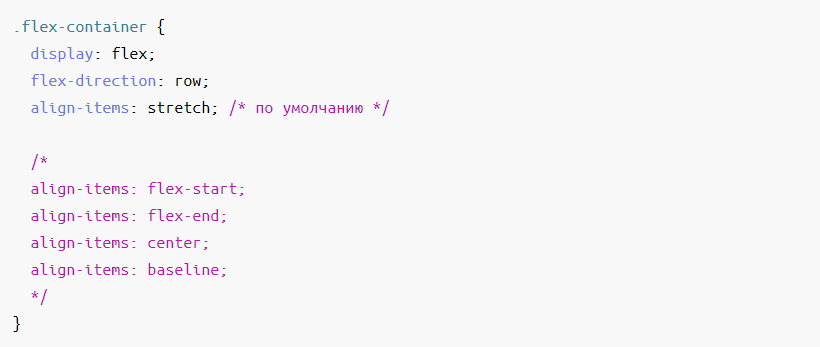 .flex-container {
display: flex;
flex-direction: row;
align-items: stretch; /* по умолчанию */
/*
align-items: flex-start;
align-items: flex-end;
align-items: center;
align-items: baseline;
*/
}